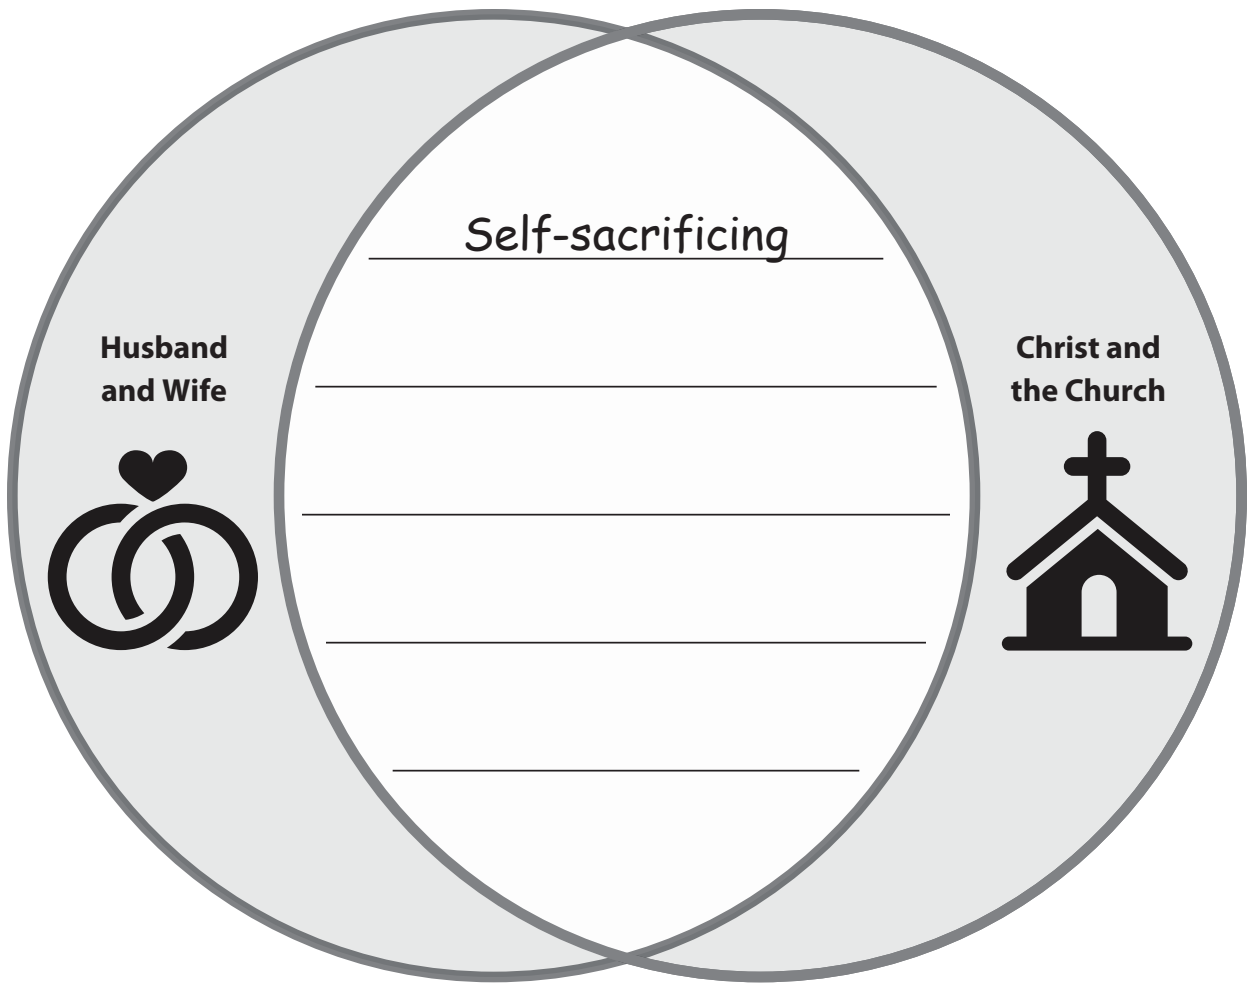 Self-sacrificing
Husband
and Wife
Christ and
the Church